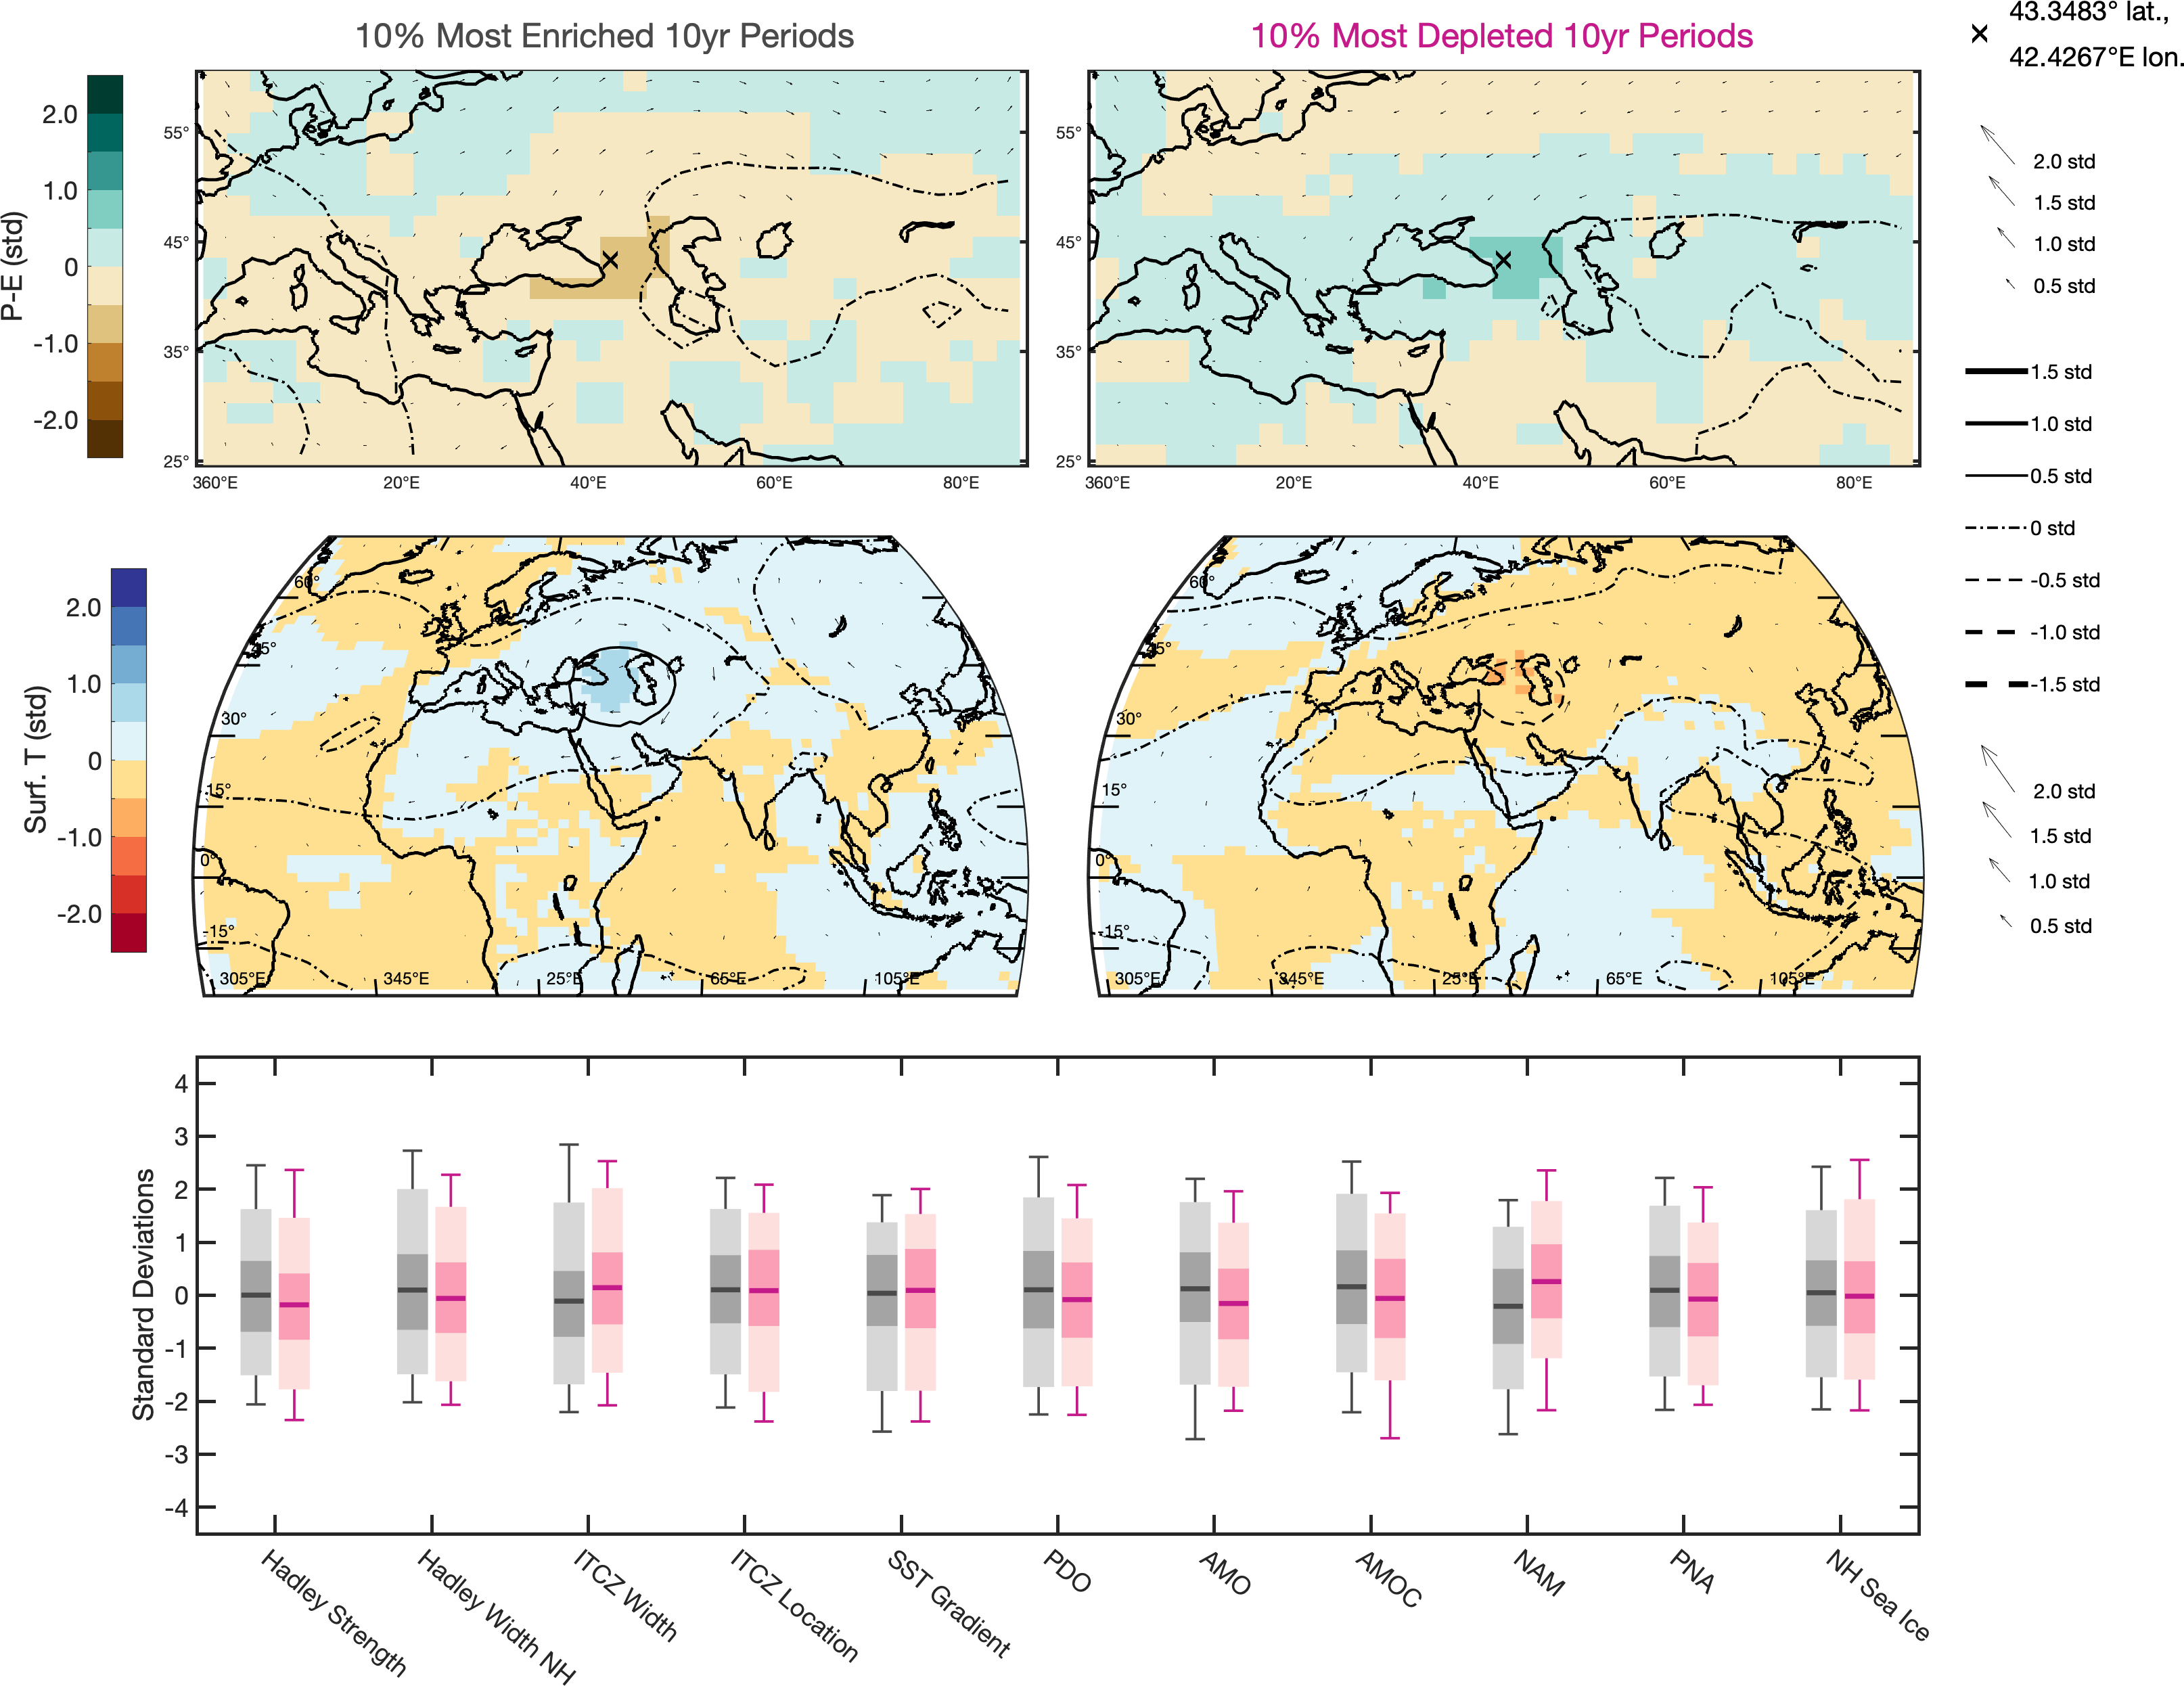 10% Most Enriched 10yr Periods
10% Most Depleted 10yr Periods
43.3483° lat.,
42.4267°E lon.
P-E (std)
2.0
1.0
0
-1.0
-2.0
55°
45°
35°
25°
360°E
20°E
40°E
60°E
80°E
55°
45°
35°
25°
360°E
20°E
40°E
60°E
80°E
2.0 std
1.5 std
1.0 std
0.5 std
1.5 std
1.0 std
0.5 std
0 std
-0.5 std
-1.0 std
-1.5 std
2.0 std
1.5 std
1.0 std
0.5 std
Surf. T (std)
2.0
1.0
0
-1.0
-2.0
60°
45°
30°
15°
0°
-15°
305°E
345°E
25°E
65°E
105°E
60°
45°
30°
15°
0°
-15°
305°E
345°E
25°E
65°E
105°E
Standard Deviations
4
3
2
1
0
-1
-2
-3
-4
Hadley Strength
Hadley Width NH
ITCZ Width
ITCZ Location
SST Gradient
PDO
AMO
AMOC
NAM
PNA
NH Sea Ice